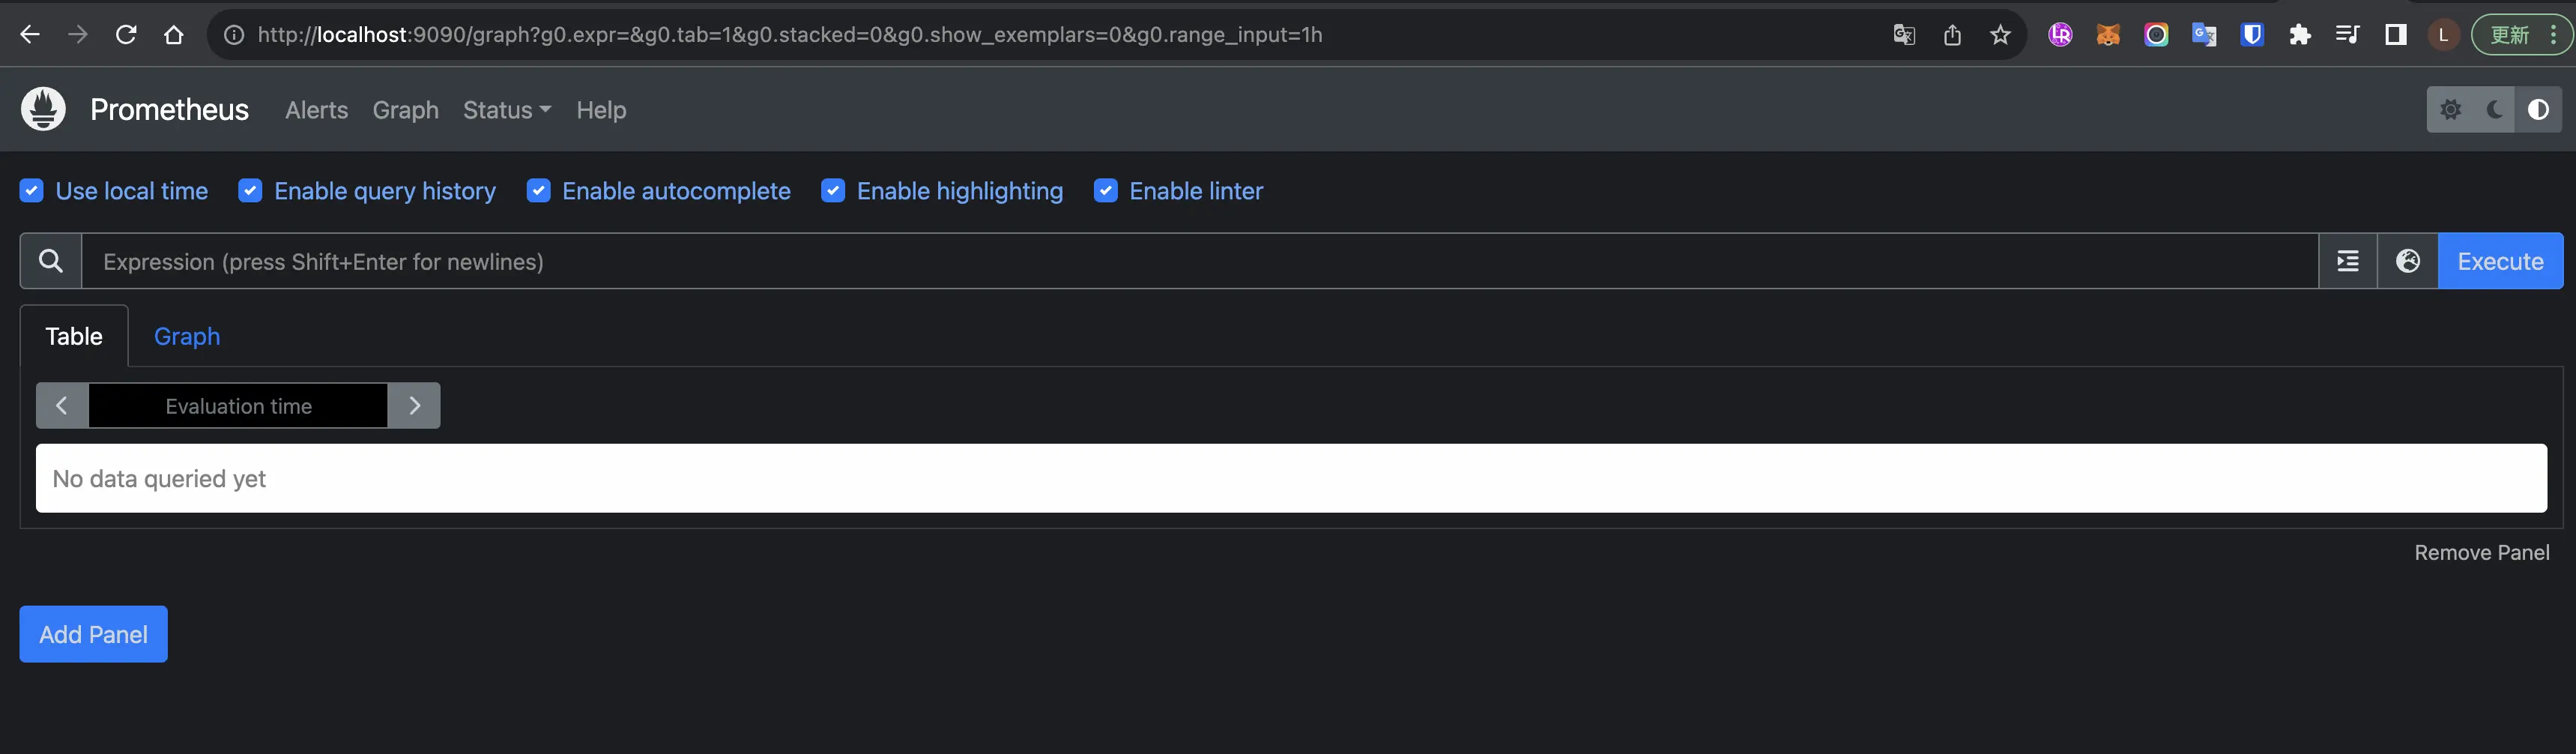 http://localhost:9090/graph?g0.expr=&g0.tab=1&g0.stacked=0&g0.show_exemplars=0&g0.range_input=1h L 更新
Prometheus Alerts Graph Status Help
Use local time Enable query history Enable autocomplete Enable highlighting Enable linter
Expression (press Shift+Enter for newlines) Execute
Table Graph
Evaluation time
No data queried yet
Remove Panel
Add Panel